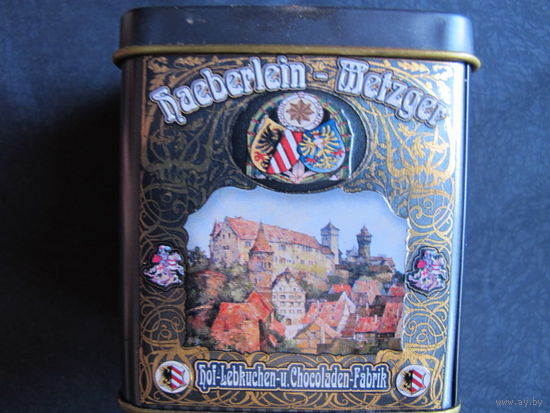 Haeberlein - Metzger
Hof-Lebkuchen-u. Chocoladen-Fabrik
www.ay.by